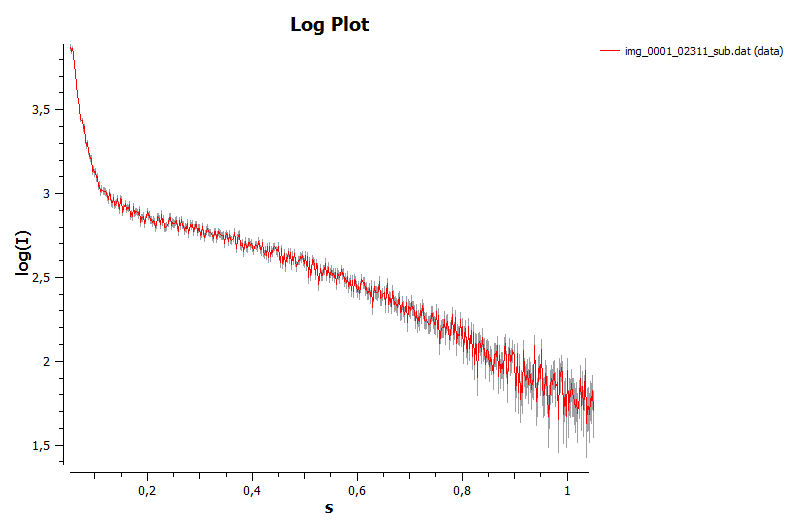 Log Plot
img_0001_02311_sub.dat (data)
3,5
3
2,5
2
1,5
log(I)
0,2
0,4
0,6
0,8
1
s